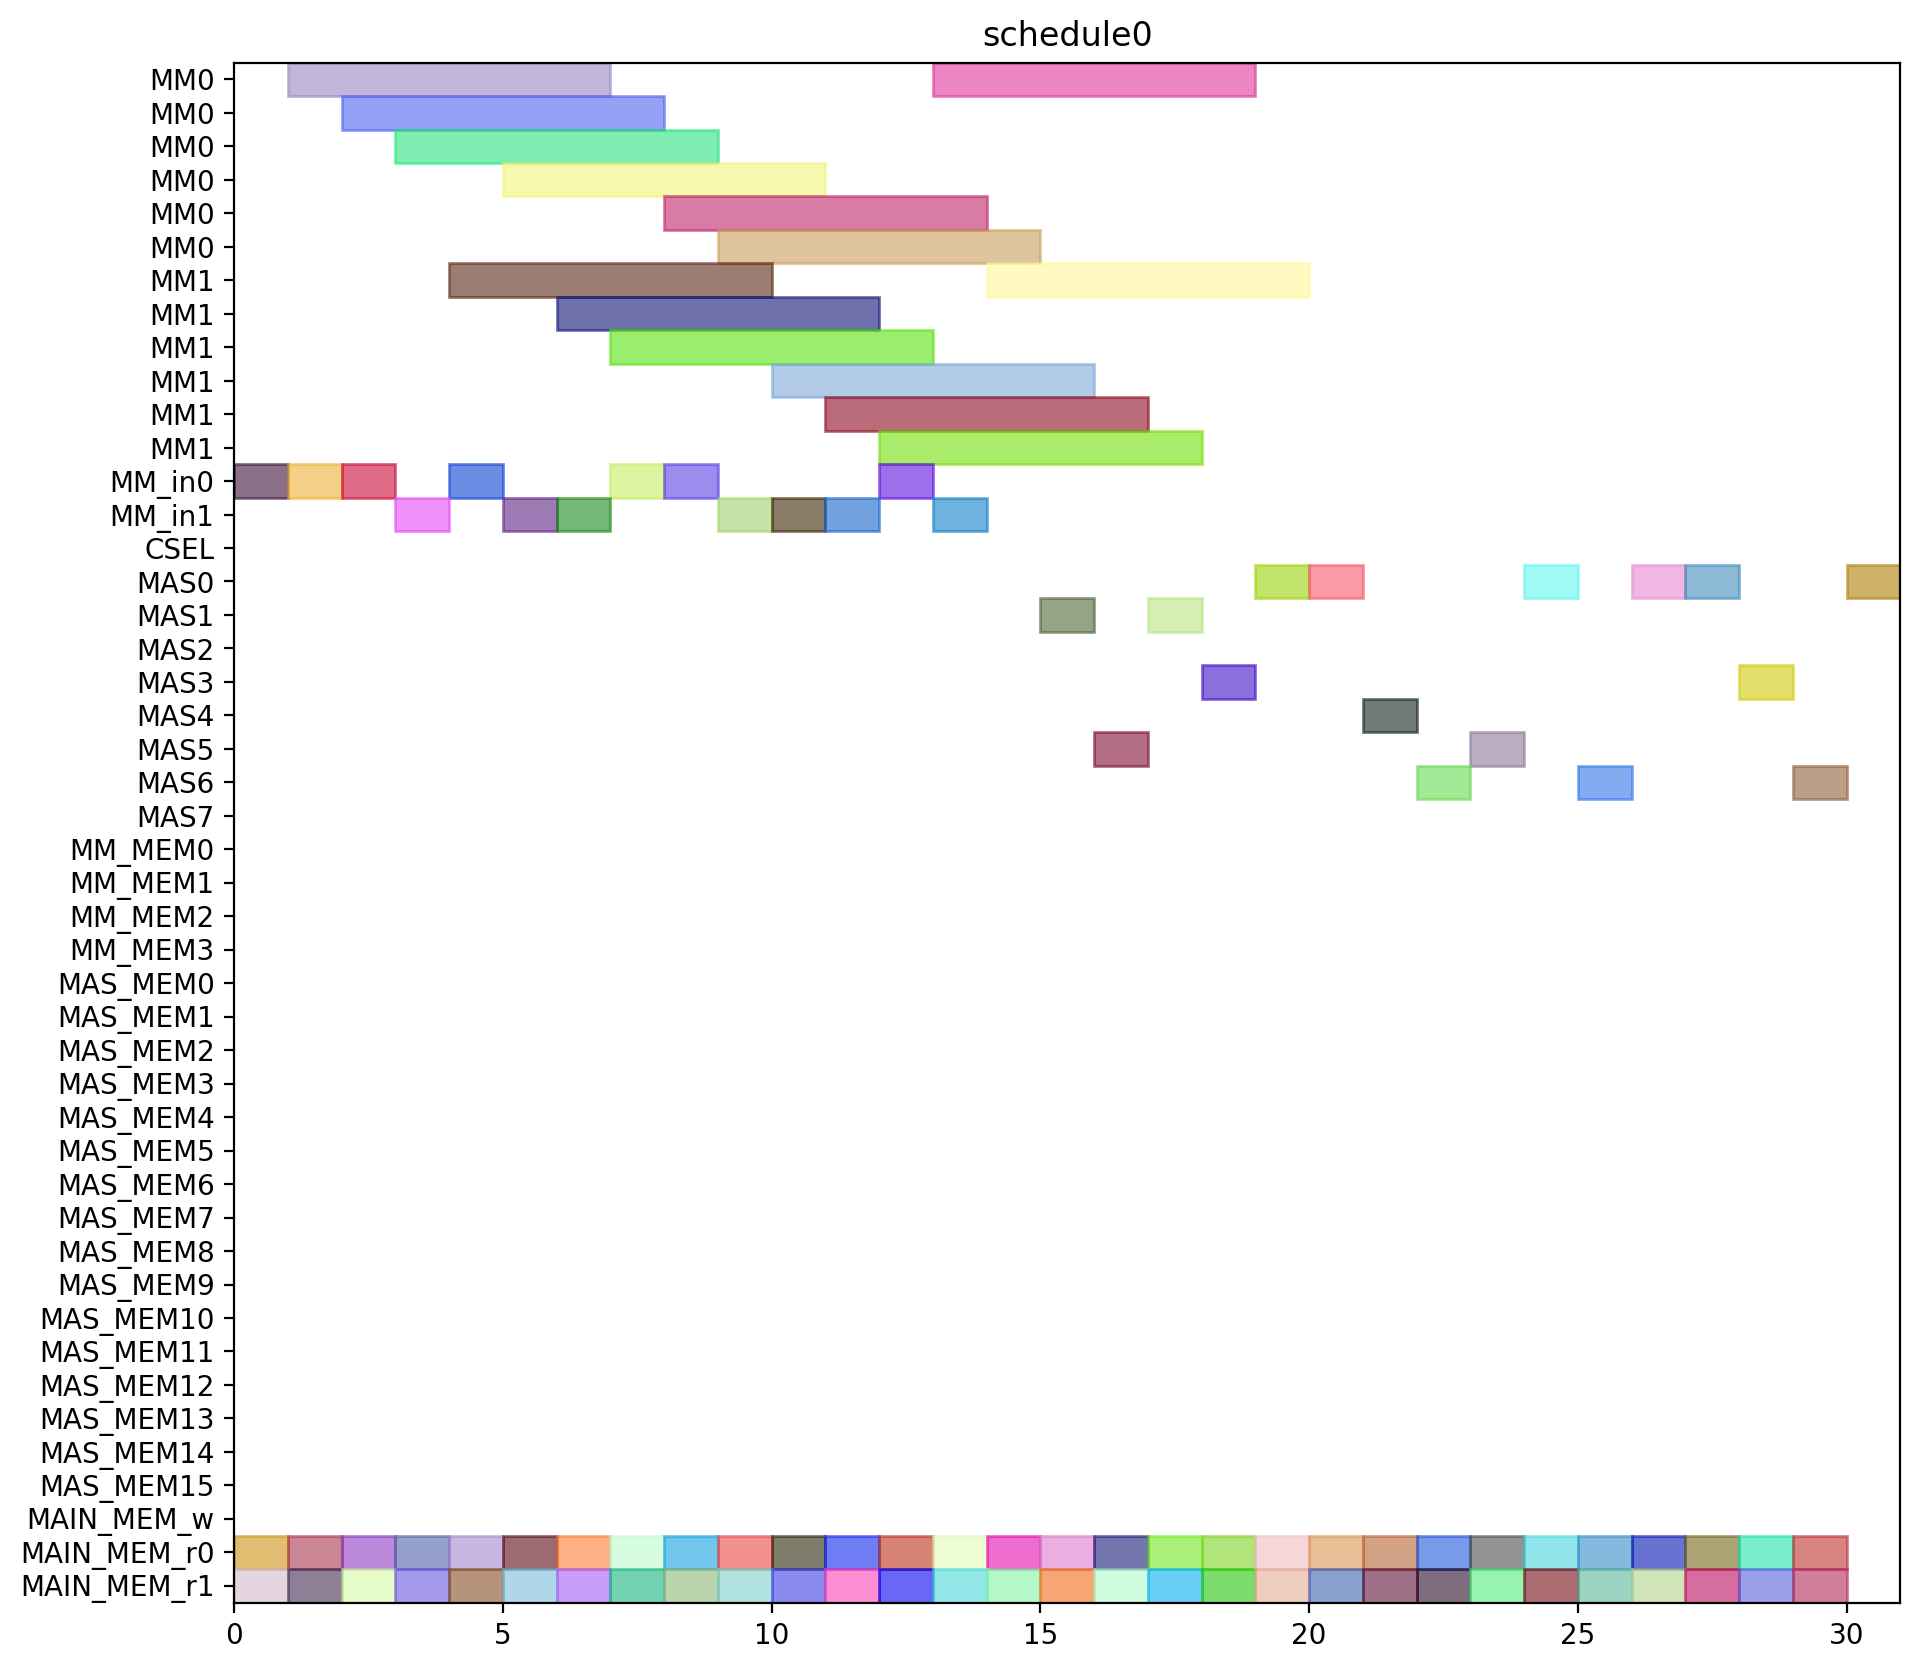 schedule0
MM0
MM0
MM0
MM0
MM0
MM0
MM1
MM1
MM1
MM1
MM1
MM1
MM_in0
MM_in1
CSEL
MAS0
MAS1
MAS2
MAS3
MAS4
MAS5
MAS6
MAS7
MM_MEM0
MM_MEM1
MM_MEM2
MM_MEM3
MAS_MEM0
MAS_MEM1
MAS_MEM2
MAS_MEM3
MAS_MEM4
MAS_MEM5
MAS_MEM6
MAS_MEM7
MAS_MEM8
MAS_MEM9
MAS_MEM10
MAS_MEM11
MAS_MEM12
MAS_MEM13
MAS_MEM14
MAS_MEM15
MAIN_MEM_w
MAIN_MEM_r0
MAIN_MEM_r1
0 5 10 15 20 25 30